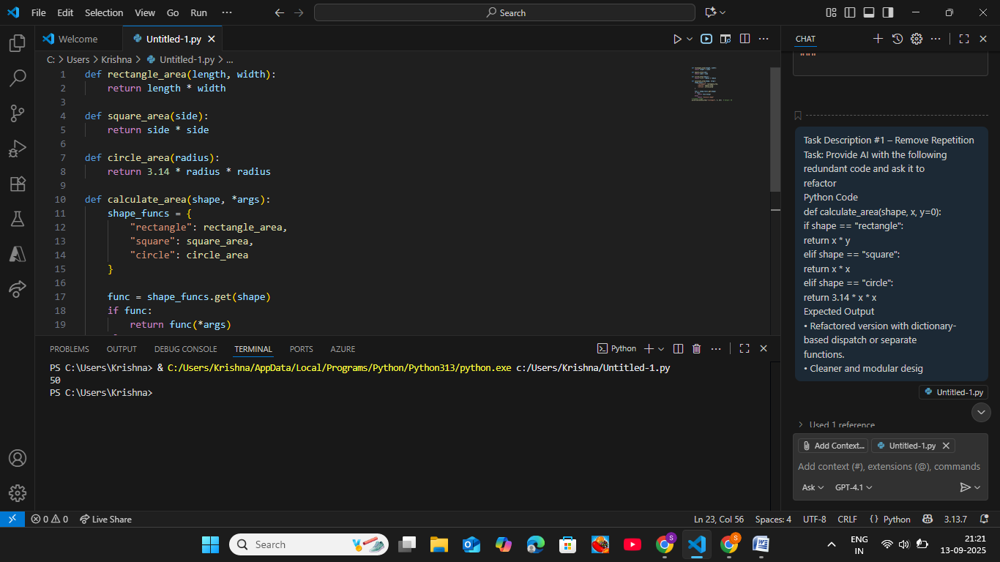 File Edit Selection View Go Run ···
Search
Welcome
Untitled-1.py
C: > Users > Krishna > Untitled-1.py > ...
1 def rectangle_area(length, width):
2 return length * width
3
4 def square_area(side):
5 return side * side
6
7 def circle_area(radius):
8 return 3.14 * radius * radius
9
10 def calculate_area(shape, *args):
11 shape_funcs = {
12 "rectangle": rectangle_area,
13 "square": square_area,
14 "circle": circle_area
15 }
16
17 func = shape_funcs.get(shape)
18 if func:
19 return func(*args)
PROBLEMS OUTPUT DEBUG CONSOLE TERMINAL PORTS AZURE
Python
PS C:\Users\Krishna> & C:/Users/Krishna/AppData/Local/Programs/Python/Python313/python.exe c:/Users/Krishna/Untitled-1.py
50
PS C:\Users\Krishna>
CHAT
"""
Task Description #1 – Remove Repetition
Task: Provide AI with the following
redundant code and ask it to
refactor
Python Code
def calculate_area(shape, x, y=0):
if shape == "rectangle":
return x * y
elif shape == "square":
return x * x
elif shape == "circle":
return 3.14 * x * x
Expected Output
• Refactored version with dictionary-
based dispatch or separate
functions.
• Cleaner and modular desig
Untitled-1.py
Used 1 reference
Add Context...
Untitled-1.py
Add context (#), extensions (@), commands
Ask
GPT-4.1
0 0
Live Share
Ln 23, Col 56
Spaces: 4
UTF-8
CRLF
{} Python
3.13.7
Search
S
S
ENG
IN
21:21
13-09-2025